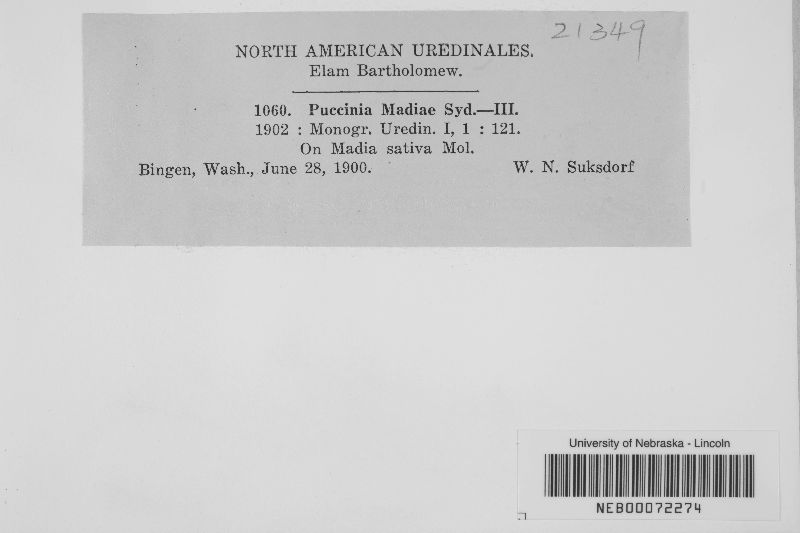 21349
NORTH AMERICAN UREDINALES.
Elam Bartholomew.
1060. Puccinia Madiae Syd.—III.
1902 : Monogr. Uredin. I, 1 : 121.
On Madia sativa Mol.
Bingen, Wash., June 28, 1900. W. N. Suksdorf
University of Nebraska - Lincoln
NEB00072274